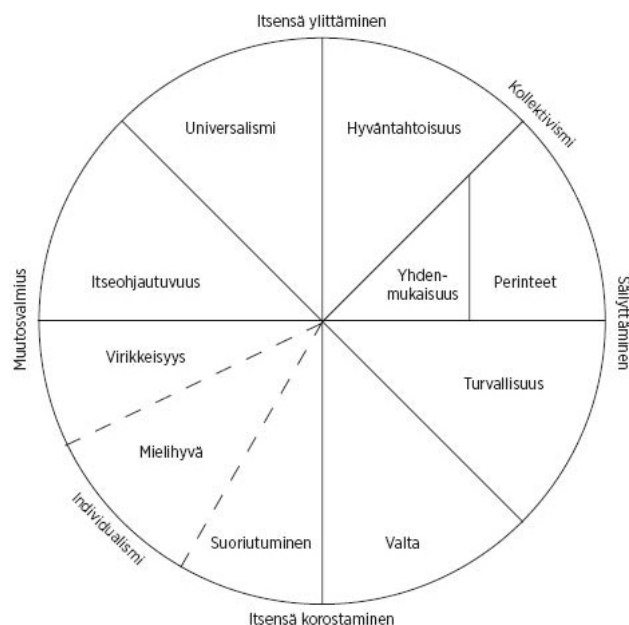 Itsensä ylittäminen
Kollektivismi
Universalismi
Hyväntahtoisuus
Itseohjautuvuus
Yhden-
mukaisuus
Perinteet
Muutosvalmius
Säilyttäminen
Virikkeisyys
Turvallisuus
Mielihyvä
Individualismi
Suoriutuminen
Valta
Itsensä korostaminen